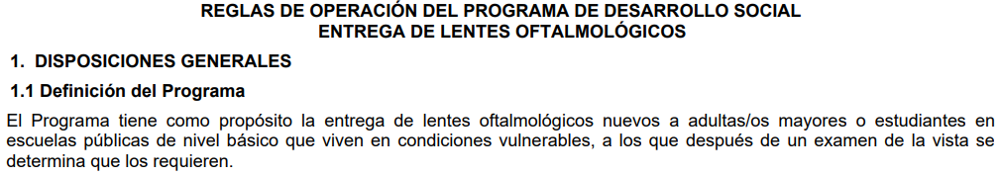 REGLAS DE OPERACIÓN DEL PROGRAMA DE DESARROLLO SOCIAL
ENTREGA DE LENTES OFTALMOLÓGICOS
1. DISPOSICIONES GENERALES
1.1 Definición del Programa
El Programa tiene como propósito la entrega de lentes oftalmológicos nuevos a adultas/os mayores o estudiantes en
escuelas públicas de nivel básico que viven en condiciones vulnerables, a los que después de un examen de la vista se
determina que los requieren.